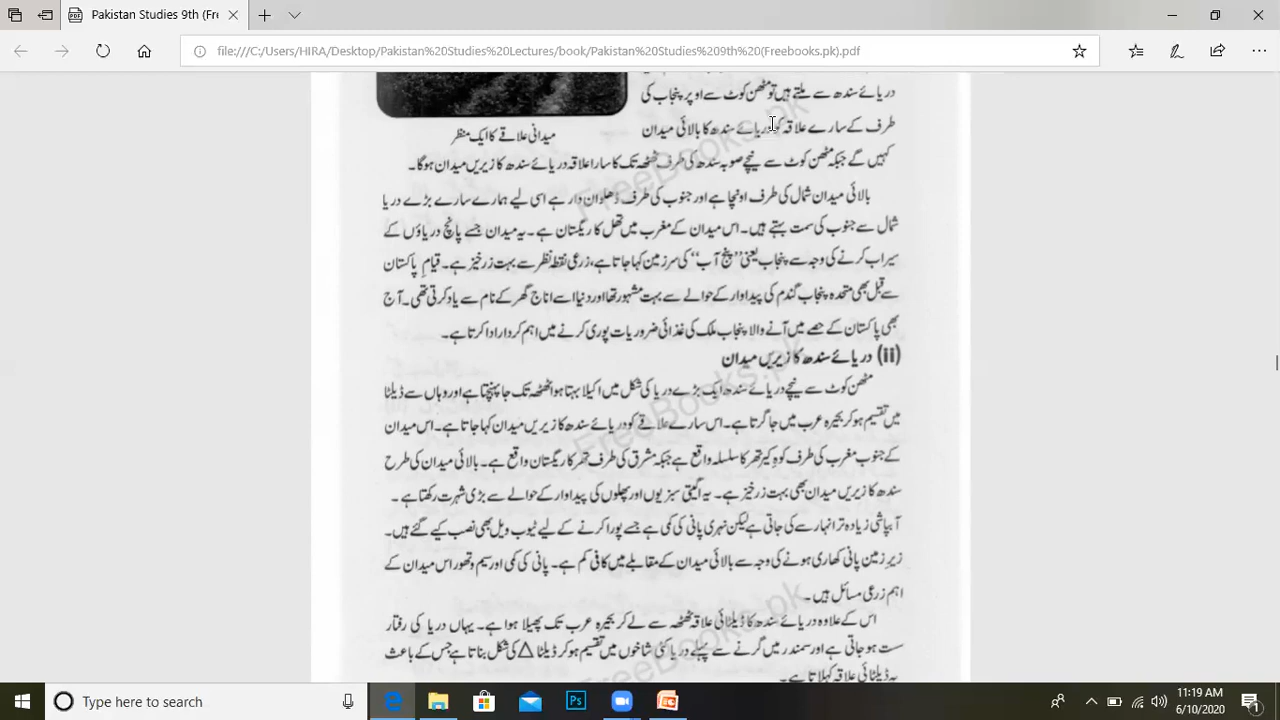 Pakistan Studies 9th (Fre
file:///C:/Users/HIRA/Desktop/Pakistan%20Studies%20Lectures/book/Pakistan%20Studies%209th%20(Freebooks.pk).pdf
دریائے سندھ سے ملتے ہیں تو مٹھن کوٹ سے اوپر پنجاب کی
طرف کے سارے علاقہ کو دریائے سندھ کا بالائی میدان
میدانی علاقے کا ایک منظر
کہیں گے جبکہ مٹھن کوٹ سے نیچے صوبہ سندھ کی طرف ٹھٹھہ تک کا سارا علاقہ دریائے سندھ کا زیریں میدان ہوگا۔
بالائی میدان شمال کی طرف اونچا ہے اور جنوب کی طرف ڈھلوان دار ہے اسی لیے ہمارے سارے بڑے دریا
شمال سے جنوب کی سمت بہتے ہیں۔ اس میدان کے مغرب میں تھل کا ریگستان ہے۔ یہ میدان جسے پانچ دریاؤں کے
سیراب کرنے کی وجہ سے پنجاب یعنی ”پنج آب“ کی سرزمین کہا جاتا ہے، زرعی نقطہ نظر سے بہت زرخیز ہے۔ قیام پاکستان
سے قبل بھی متحدہ پنجاب گندم کی پیداوار کے حوالے سے بہت مشہور تھا اور دنیا اسے اناج گھر کے نام سے یاد کرتی تھی۔ آج
بھی پاکستان کے حصے میں آنے والا پنجاب ملک کی غذائی ضروریات پوری کرنے میں اہم کردار ادا کرتا ہے۔
(ii) دریائے سندھ کا زیریں میدان
مٹھن کوٹ سے نیچے دریائے سندھ ایک بڑے دریا کی شکل میں اکیلا بہتا ہوا ٹھٹھہ تک جا پہنچتا ہے اور وہاں سے ڈیلٹا
میں تقسیم ہو کر بحیرہ عرب میں جا گرتا ہے۔ اس سارے علاقے کو دریائے سندھ کا زیریں میدان کہا جاتا ہے۔ اس میدان
کے جنوب مغرب کی طرف کوہ کیرتھر کا سلسلہ واقع ہے جبکہ مشرق کی طرف تھر کا ریگستان واقع ہے۔ بالائی میدان کی طرح
سندھ کا زیریں میدان بھی بہت زرخیز ہے۔ یہ اگیتی سبزیوں اور پھلوں کی پیداوار کے حوالے سے بڑی شہرت رکھتا ہے۔
آبپاشی زیادہ تر انہار سے کی جاتی ہے لیکن نہری پانی کی کمی ہے جسے پورا کرنے کے لیے ٹیوب ویل بھی نصب کیے گئے ہیں۔
زیر زمین پانی کھاری ہونے کی وجہ سے بالائی میدان کے مقابلے میں کافی کم ہے۔ پانی کی کمی اور سیم و تھور اس میدان کے
اہم زرعی مسائل ہیں۔
اس کے علاوہ دریائے سندھ کا ڈیلٹائی علاقہ ٹھٹھہ سے لے کر بحیرہ عرب تک پھیلا ہوا ہے۔ یہاں دریا کی رفتار
سست ہو جاتی ہے اور سمندر میں گرنے سے پہلے دریا کئی شاخوں میں تقسیم ہو کر ڈیلٹا △ کی شکل بناتا ہے جس کے باعث
یہ ڈیلٹائی علاقہ کہلاتا ہے۔
FreeBooks.pk
FreeBooks.pk
Type here to search
1:19 AM
6/10/2020